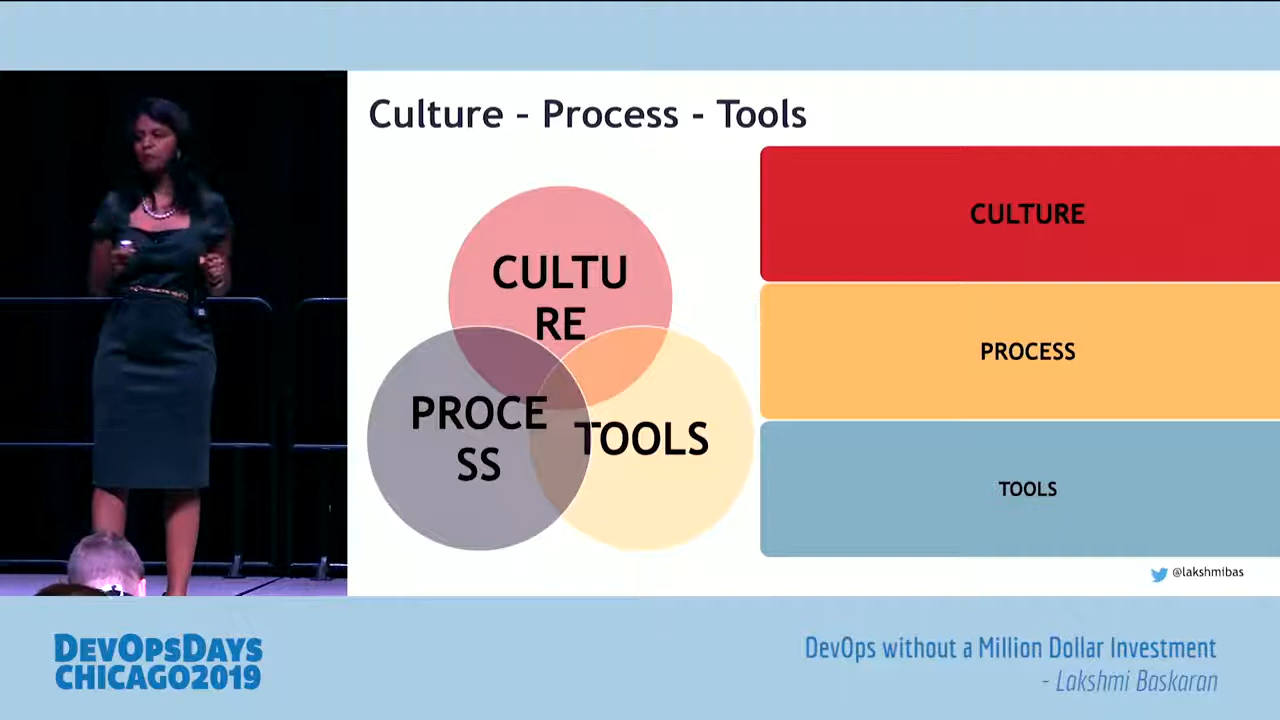 Culture – Process - Tools
CULTU
RE
PROCE
SS
TOOLS
CULTURE
PROCESS
TOOLS
@lakshmibas
DEVOPSDAYS
CHICAGO2019
DevOps without a Million Dollar Investment
- Lakshmi Baskaran